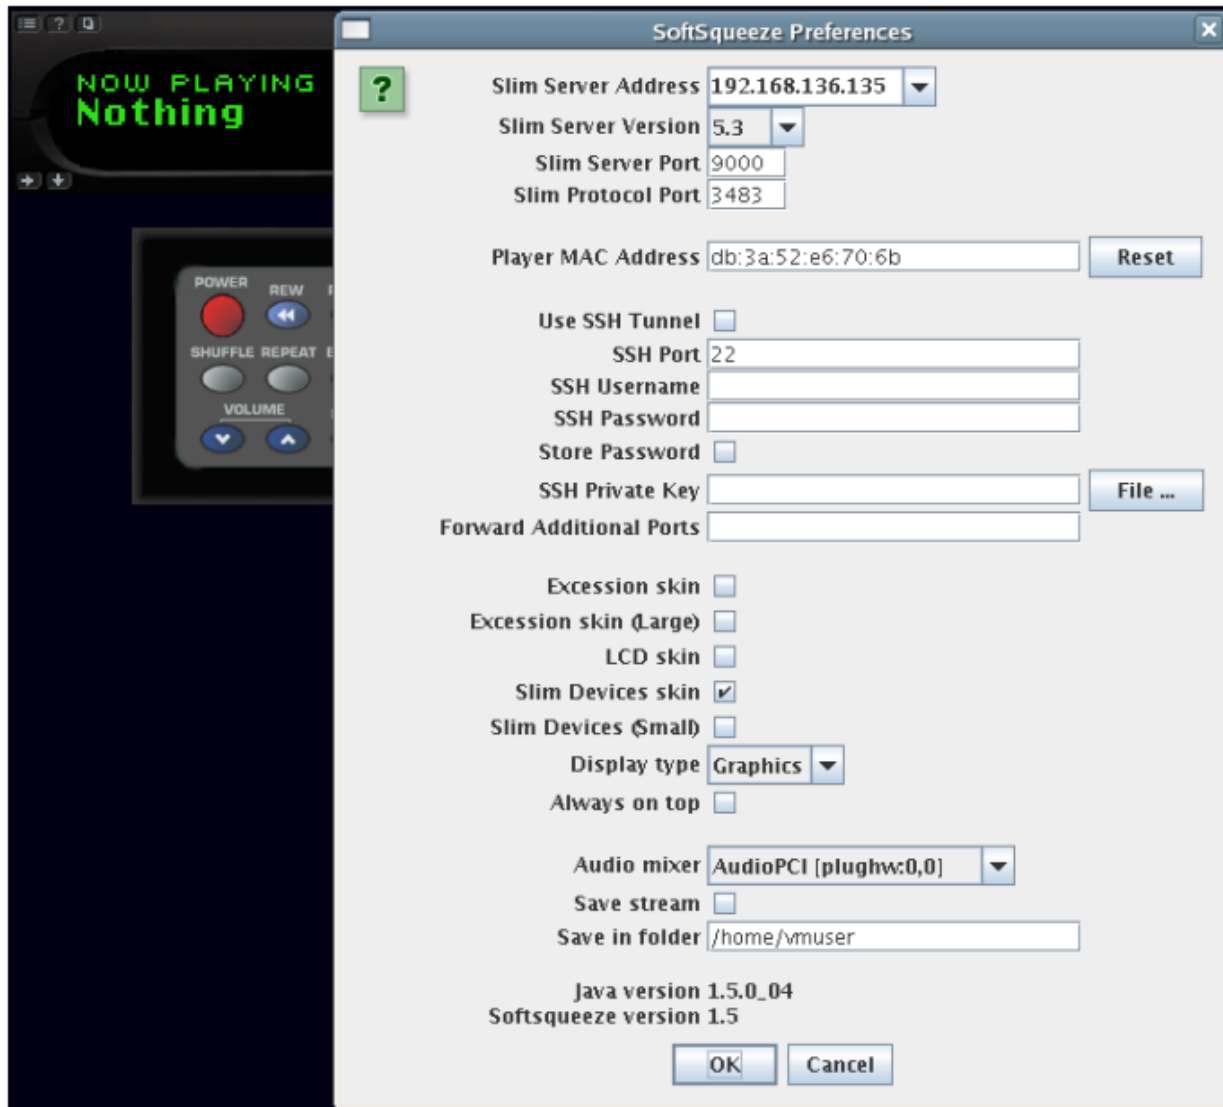 SoftSqueeze Preferences
NOW PLAYING
Nothing
? Slim Server Address 192.168.136.135
Slim Server Version 5.3
Slim Server Port 9000
Slim Protocol Port 3483
Player MAC Address db:3a:52:e6:70:6b Reset
POWER REW
SHUFFLE REPEAT
VOLUME
Use SSH Tunnel
SSH Port 22
SSH Username
SSH Password
Store Password
SSH Private Key File ...
Forward Additional Ports
Excession skin
Excession skin (Large)
LCD skin
Slim Devices skin
Slim Devices (Small)
Display type Graphics
Always on top
Audio mixer AudioPCI [plughw:0,0]
Save stream
Save in folder /home/vmuser
Java version 1.5.0_04
Softsqueeze version 1.5
OK Cancel